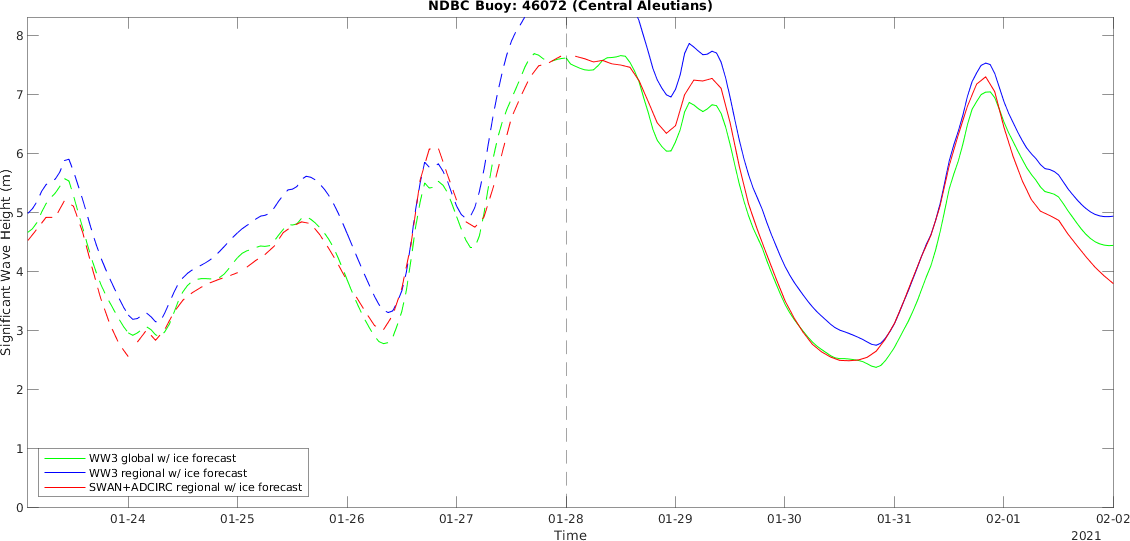 NDBC Buoy: 46072 (Central Aleutians)
Significant Wave Height (m)
8
7
6
5
4
3
2
1
0
WW3 global w/ ice forecast
WW3 regional w/ ice forecast
SWAN+ADCIRC regional w/ ice forecast
01-24 01-25 01-26 01-27 01-28 01-29 01-30 01-31 02-01 02-02
Time
2021